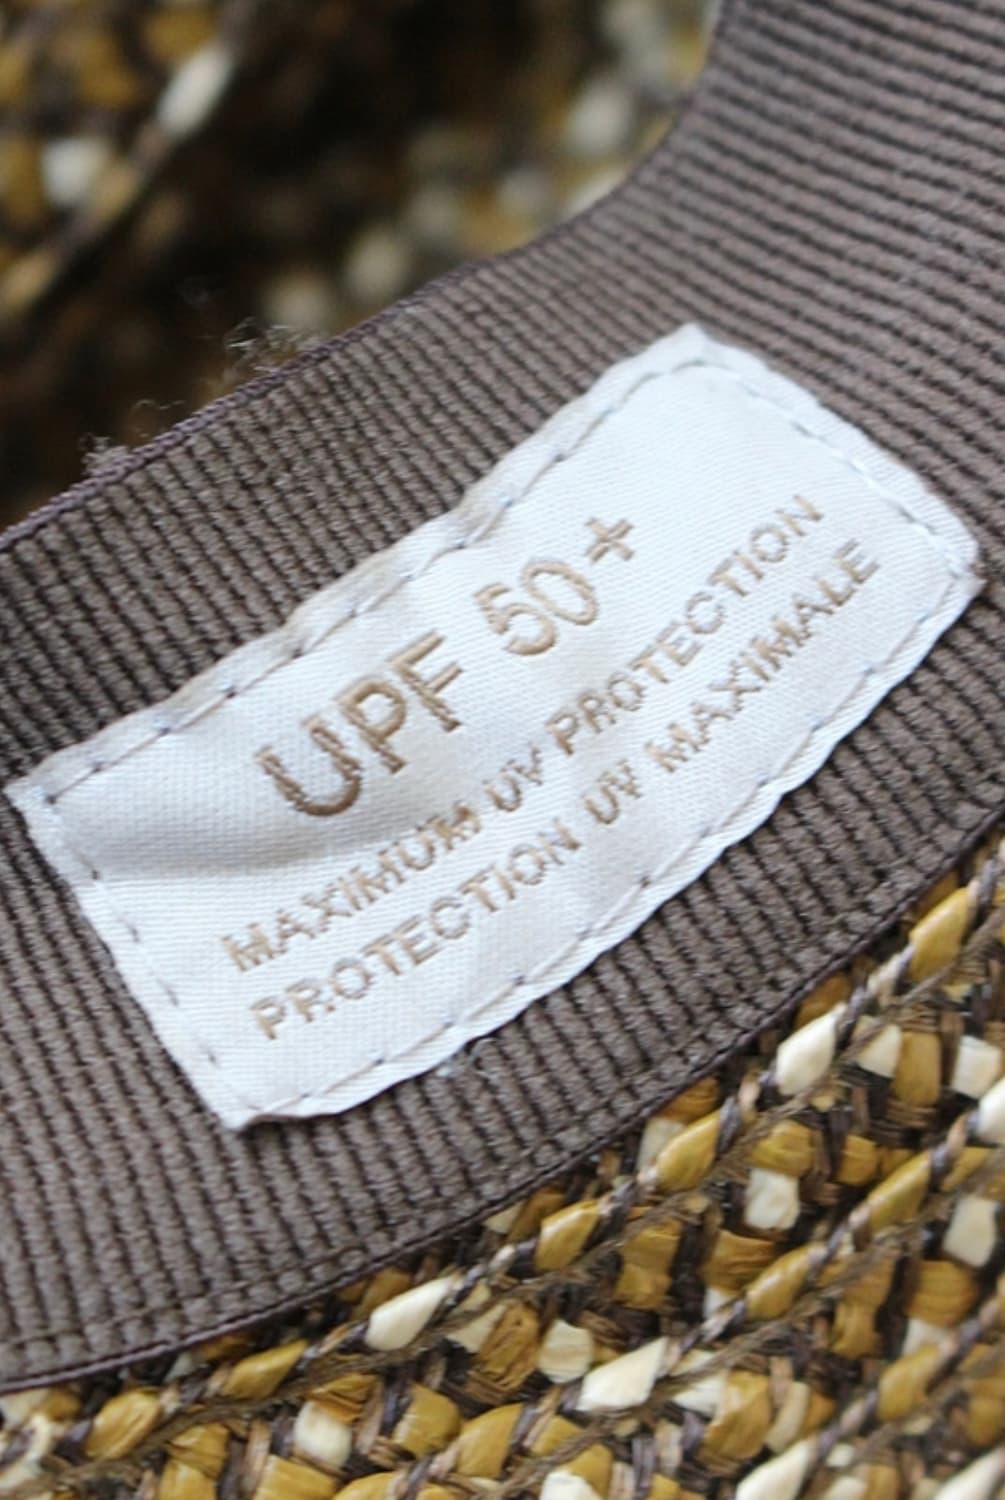 UPF 50+
MAXIMUM UV PROTECTION
PROTECTION UV MAXIMALE